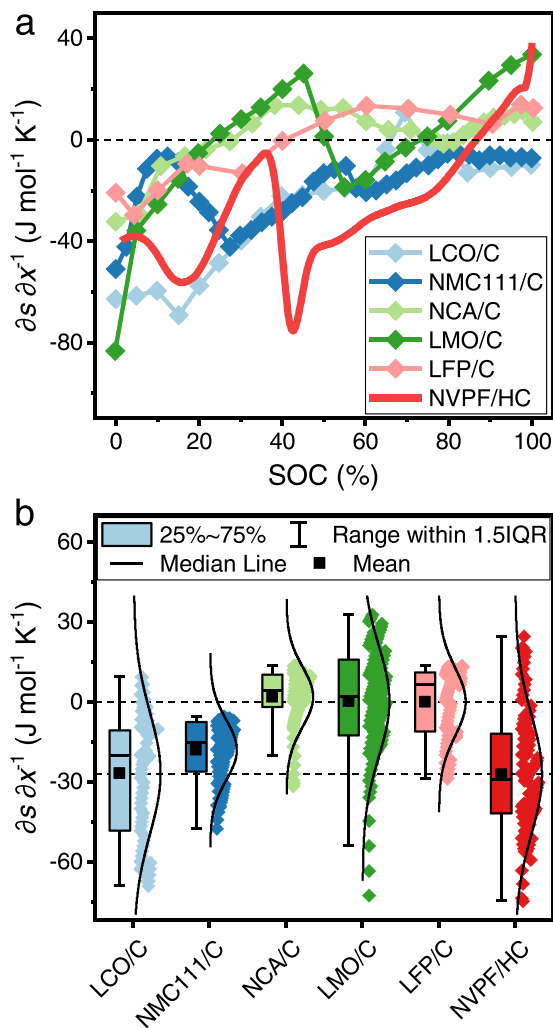 a
40
0
-40
-80
∂s ∂x⁻¹ (J mol⁻¹ K⁻¹)
LCO/C
NMC111/C
NCA/C
LMO/C
LFP/C
NVPF/HC
0 20 40 60 80 100
SOC (%)
b
25%~75% Range within 1.5IQR
Median Line Mean
60
30
0
-30
-60
∂s ∂x⁻¹ (J mol⁻¹ K⁻¹)
LCO/C NMC111/C NCA/C LMO/C LFP/C NVPF/HC